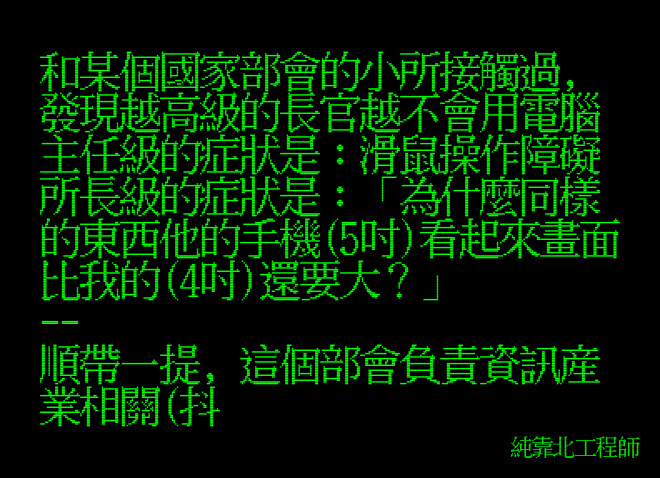 和某個國家部會的小所接觸過,
發現越高級的長官越不會用電腦
主任級的症狀是：滑鼠操作障礙
所長級的症狀是：「為什麼同樣
的東西他的手機(5吋)看起來畫面
比我的(4吋)還要大？」
--
順帶一提, 這個部會負責資訊產
業相關(抖
純靠北工程師